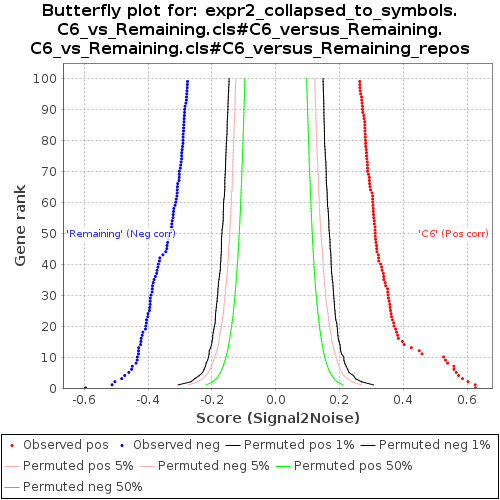 Butterfly plot for: expr2_collapsed_to_symbols.
C6_vs_Remaining.cls#C6_versus_Remaining.
C6_vs_Remaining.cls#C6_versus_Remaining_repos
100
90
80
70
60
50
40
30
20
10
0
Gene rank
'Remaining' (Neg corr)
'C6' (Pos corr)
-0.6 -0.4 -0.2 0.0 0.2 0.4 0.6
Score (Signal2Noise)
Observed pos Observed neg Permuted pos 1% Permuted neg 1%
Permuted pos 5% Permuted neg 5% Permuted pos 50%
Permuted neg 50%